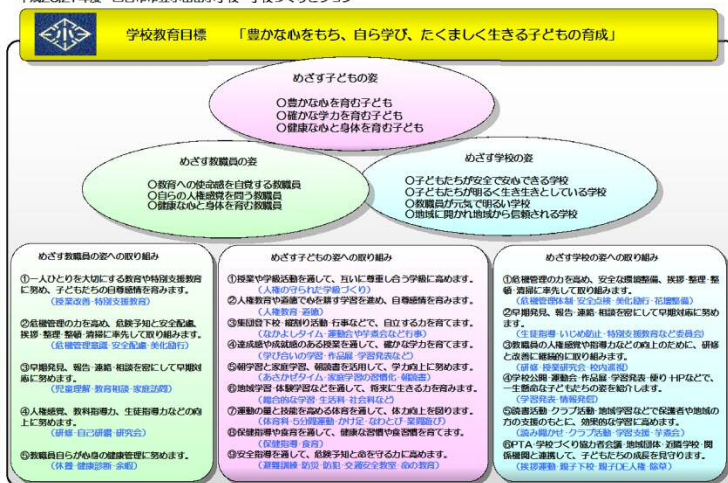 学校教育目標 「豊かな心をもち、自ら学び、たくましく生きる子どもの育成」
めざす子どもの姿
○豊かな心を育む子ども
○確かな学力を育む子ども
○健康な心と身体を育む子ども
めざす教職員の姿
○教育への使命感を自覚する教職員
○自らの人権感覚を問う教職員
○健康な心と身体を育む教職員
めざす学校の姿
○子どもたちが安全で安心できる学校
○子どもたちが明るく生き生きとしている学校
○教職員が元気で明るい学校
○地域に開かれ地域から信頼される学校
めざす教職員の姿への取り組み
①一人ひとりを大切にする教育や特別支援教育
に努め、子どもたちの自尊感情を育みます。
(授業改善・特別支援教育)
②危機管理の力を高め、危険予知と安全配慮、
挨拶・整理・整頓・清掃に率先して取り組みます。
(危機管理意識・安全配慮・美化励行)
③早期発見、報告・連絡・相談を密にして早期対
応に努めます。
(児童理解・教育相談・家庭訪問)
④人権感覚、教科指導力、生徒指導力などの向
上に努めます。
(研修・自己研鑽・研究会)
⑤教職員自らが心身の健康管理に努めます。
(休養・健康診断・余暇)
めざす子どもの姿への取り組み
①授業や学級活動を通して、互いに尊重し合う学級に高めます。
(人権の守られた学級づくり)
②人権教育や道徳で心を耕す学習を進め、自尊感情を育みます。
(人権教育・道徳)
③集団登下校・縦割り活動・行事などで、自立する力を育てます。
(なかよしタイム・運動会や芋煮会など行事)
④達成感や成就感のある授業を通して、確かな学力を育てます。
(学び合いの学習・作品展・学習発表など)
⑤朝学習と家庭学習、朝読書を活用して、学力向上に努めます。
(あさかぜタイム・家庭学習の習慣化・朝読書)
⑥地域学習・体験学習などを通して、将来に生きる力を育みます。
(総合的な学習・生活科・社会科など)
⑦運動の量と技能を高める体育を通して、体力向上を図ります。
(体育科・5分間運動・かけ足・なわとび・業間遊び)
⑧保健指導や食育を通して、健康な習慣や食習慣を育てます。
(保健指導・食育)
⑨安全指導を通して、危険予知と命を守る力に高めます。
(避難訓練・防災・防犯・交通安全教室・命の教育)
めざす学校の姿への取り組み
①危機管理の力を高め、安全な環境整備、挨拶・整理・整
頓・清掃に率先して取り組みます。
(危機管理体制・安全点検・美化励行・花壇整備)
②早期発見、報告・連絡・相談を密にして早期対応に努め
ます。
(生徒指導・いじめ防止・特別支援教育など委員会)
③教職員の人権感覚や指導力などの向上のために、研修
と改善に継続的に取り組みます。
(研修・授業研究会・校内巡視)
④学校公開・運動会・作品展・学習発表・便り・HPなどで、一
生懸命な子どもたちの姿を紹介します。
(学習発表・情報発信)
⑤読書活動・クラブ活動・地域学習などで保護者や地域の
力の支援のもとに、効果的な学習に高めます。
(読み聞かせ・クラブ活動・学習支援・芋煮会)
⑥PTA・学校づくり協力者会議・地域団体・近隣学校・関
係機関と連携して、子どもたちの成長を見守ります。
(挨拶運動・親子下校・親子DE人権・除草)